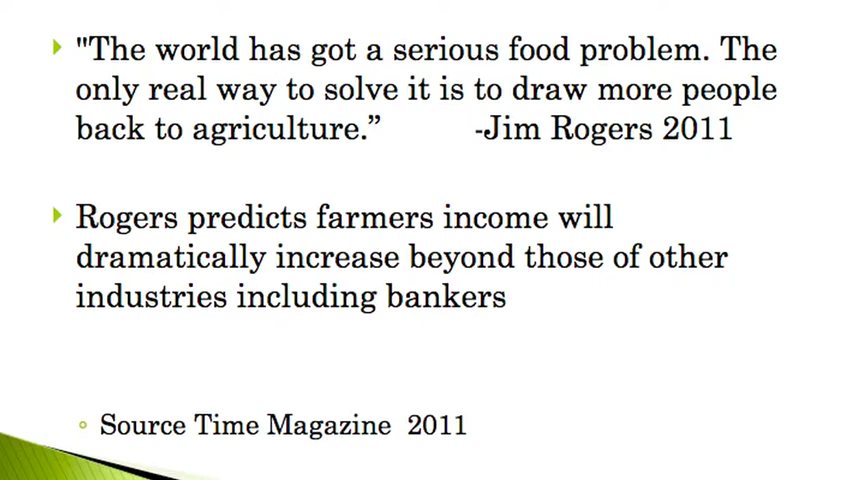 "The world has got a serious food problem. The
only real way to solve it is to draw more people
back to agriculture.” -Jim Rogers 2011
Rogers predicts farmers income will
dramatically increase beyond those of other
industries including bankers
Source Time Magazine 2011